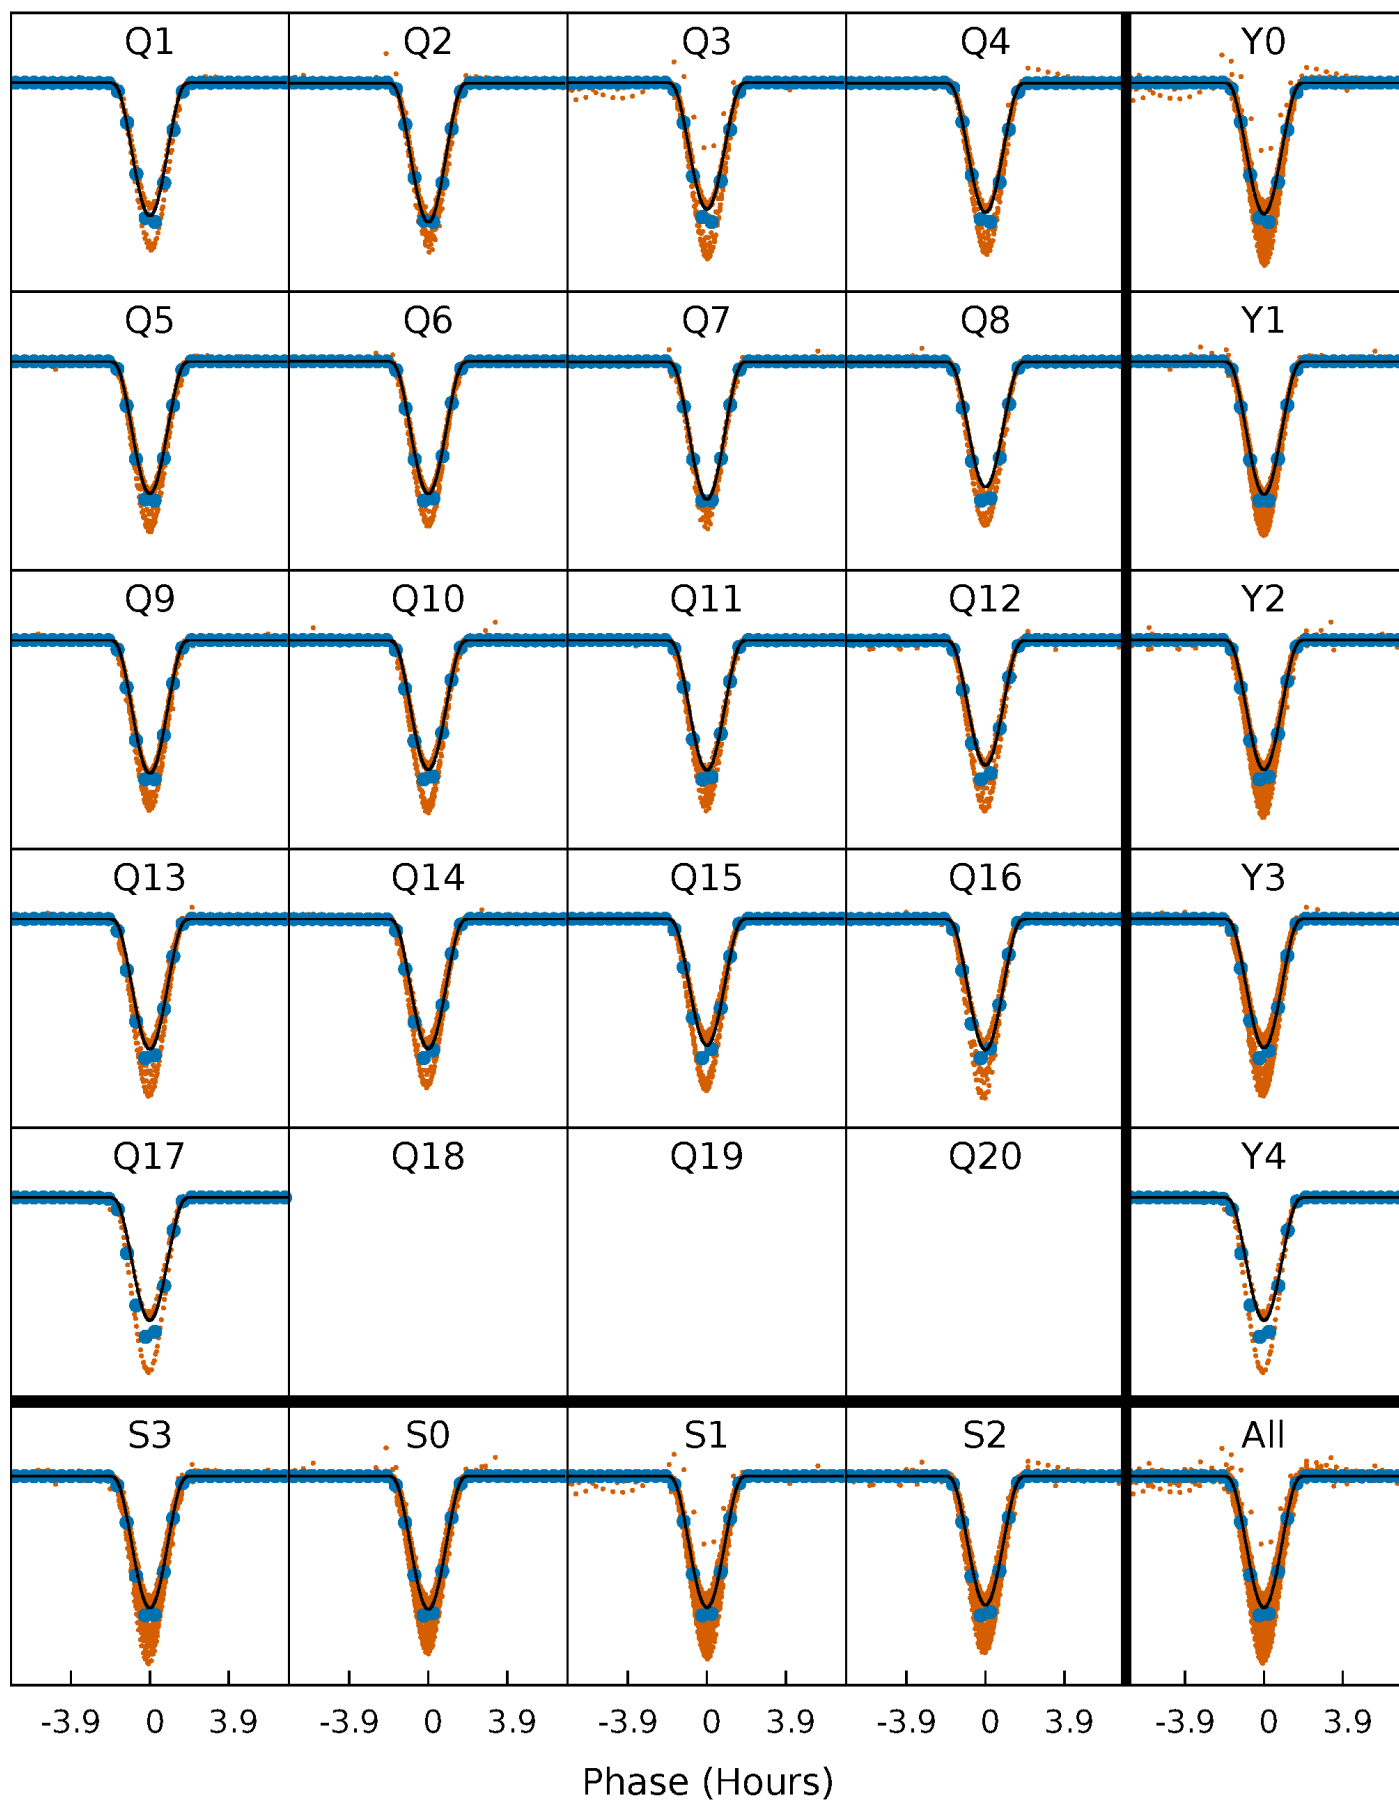 Q1 Q2 Q3 Q4 Y0
Q5 Q6 Q7 Q8 Y1
Q9 Q10 Q11 Q12 Y2
Q13 Q14 Q15 Q16 Y3
Q17 Q18 Q19 Q20 Y4
S3 S0 S1 S2 All
-3.9 0 3.9 -3.9 0 3.9 -3.9 0 3.9 -3.9 0 3.9 -3.9 0 3.9
Phase (Hours)